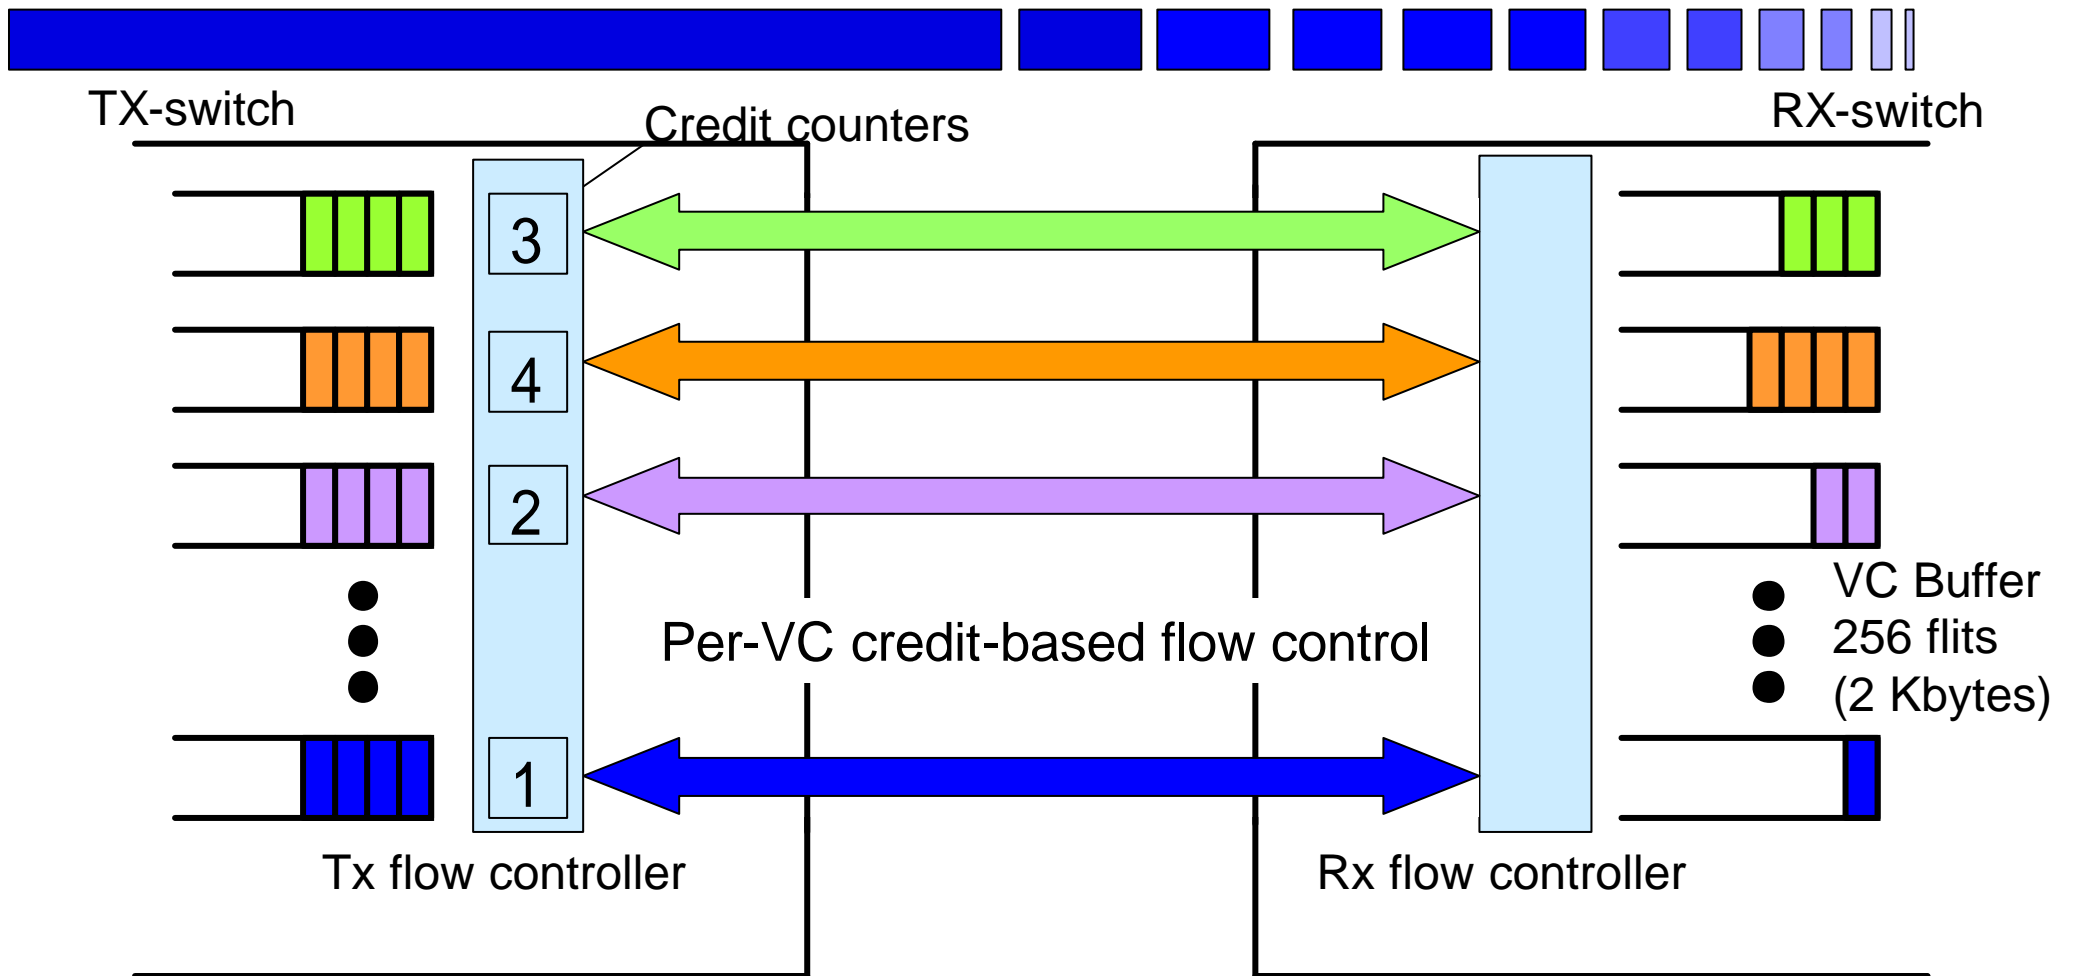 TX-switch
Credit counters
RX-switch
3
4
2
VC Buffer
256 flits
(2 Kbytes)
Per-VC credit-based flow control
1
Tx flow controller
Rx flow controller